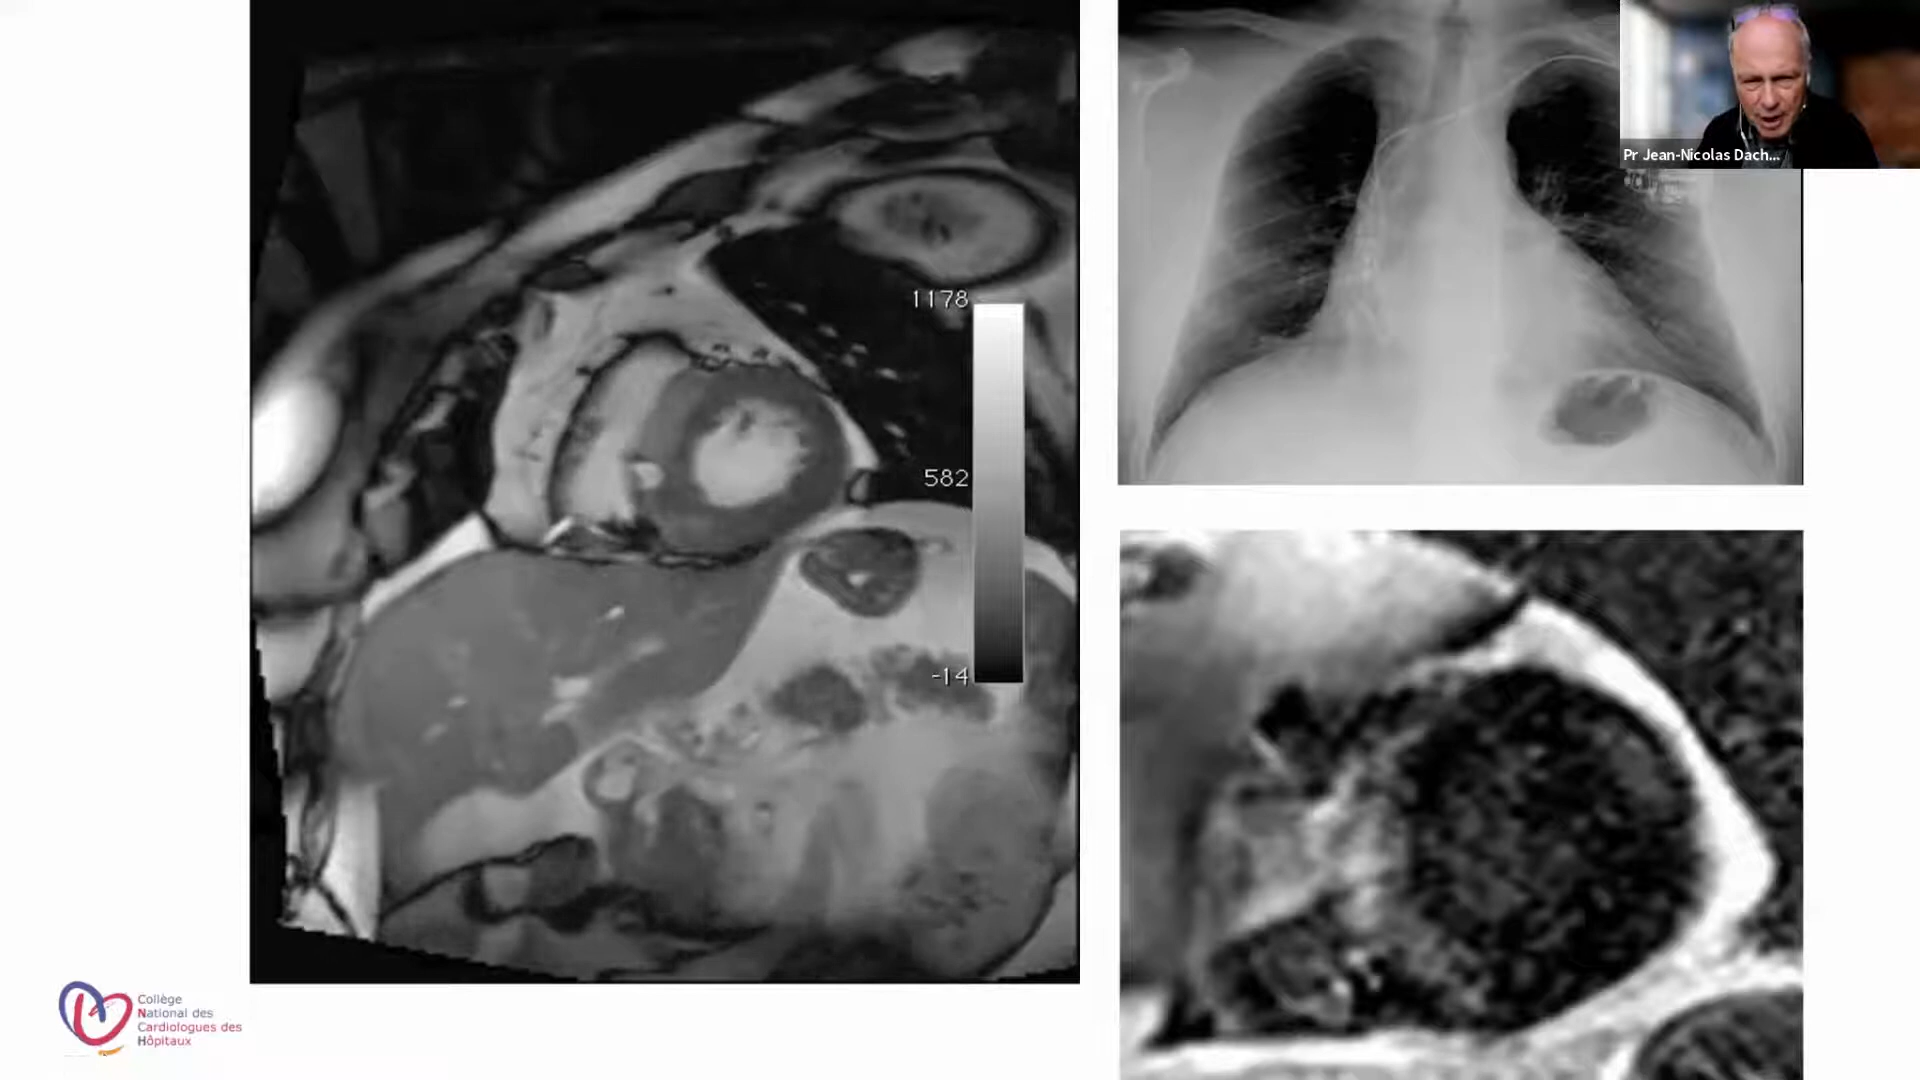 1178
582
-14
Pr Jean-Nicolas Dach...
Collège
National des
Cardiologues des
Hôpitaux